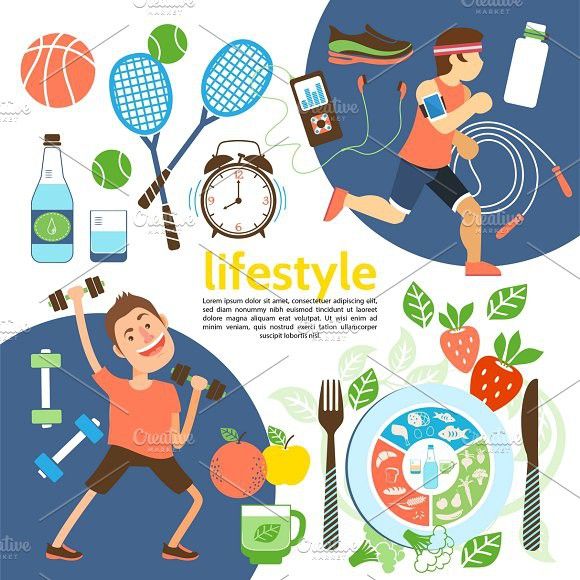 lifestyle
Lorem ipsum dolor sit amet, consectetuer adipiscing
elit, sed diam nonummy nibh euismod tincidunt
ut laoreet dolore magna aliquam erat volutpat.
Ut wisi enim ad minim veniam, quis nostrud
exerci tation ullamcorper
suscipit lobortis nisl.
Creative
MARKET